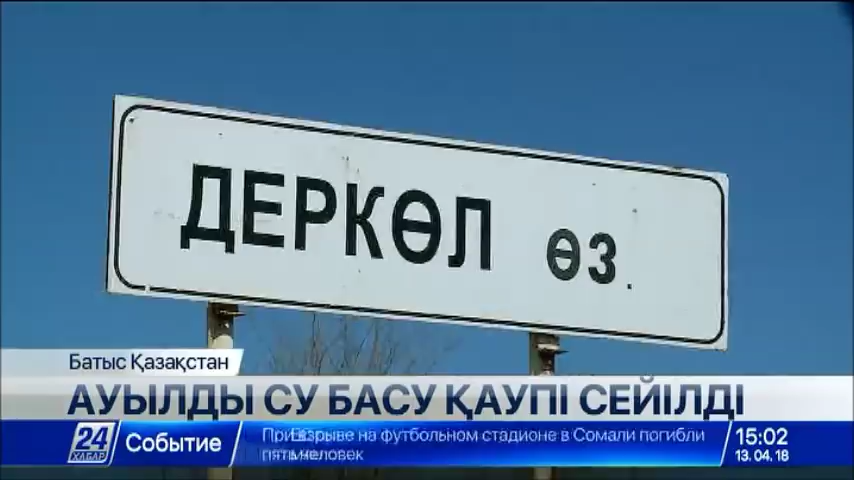 ДЕРКӨЛ өз.
Батыс Қазақстан
АУЫЛДЫ СУ БАСУ ҚАУПІ СЕЙІЛДІ
24
ХАБАР
Событие
При взрыве на футбольном стадионе в Сомали погибли
пять человек
15:02
13.04.18